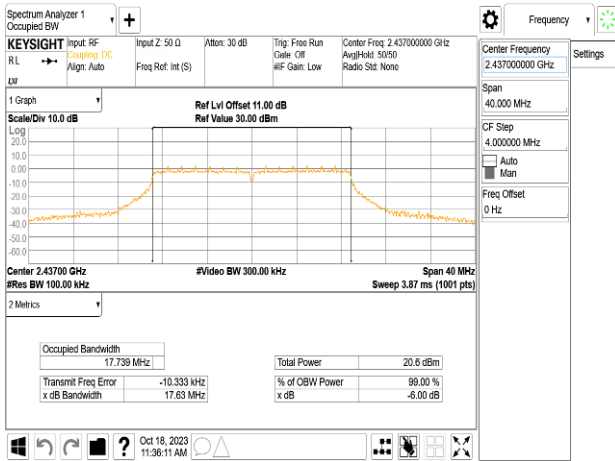 Spectrum Analyzer 1
Occupied BW
Frequency
KEYSIGHT
Input: RF
Input Z: 50 Ω
Atten: 30 dB
Trig: Free Run
Center Freq: 2.437000000 GHz
RL
Coupling: DC
Gate: Off
Avg|Hold: 50/50
Align: Auto
Freq Ref: Int (S)
#IF Gain: Low
Radio Std: None
Center Frequency
2.437000000 GHz
Settings
Span
40.000 MHz
CF Step
4.000000 MHz
Auto
Man
Freq Offset
0 Hz
1 Graph
Ref Lvl Offset 11.00 dB
Scale/Div 10.0 dB
Ref Value 30.00 dBm
Log
20.0
10.0
0.00
-10.0
-20.0
-30.0
-40.0
-50.0
-60.0
Center 2.43700 GHz
#Video BW 300.00 kHz
Span 40 MHz
#Res BW 100.00 kHz
Sweep 3.87 ms (1001 pts)
2 Metrics
Occupied Bandwidth
17.739 MHz
Total Power
20.6 dBm
Transmit Freq Error
-10.333 kHz
% of OBW Power
99.00 %
x dB Bandwidth
17.63 MHz
x dB
-6.00 dB
Oct 18, 2023
11:36:11 AM